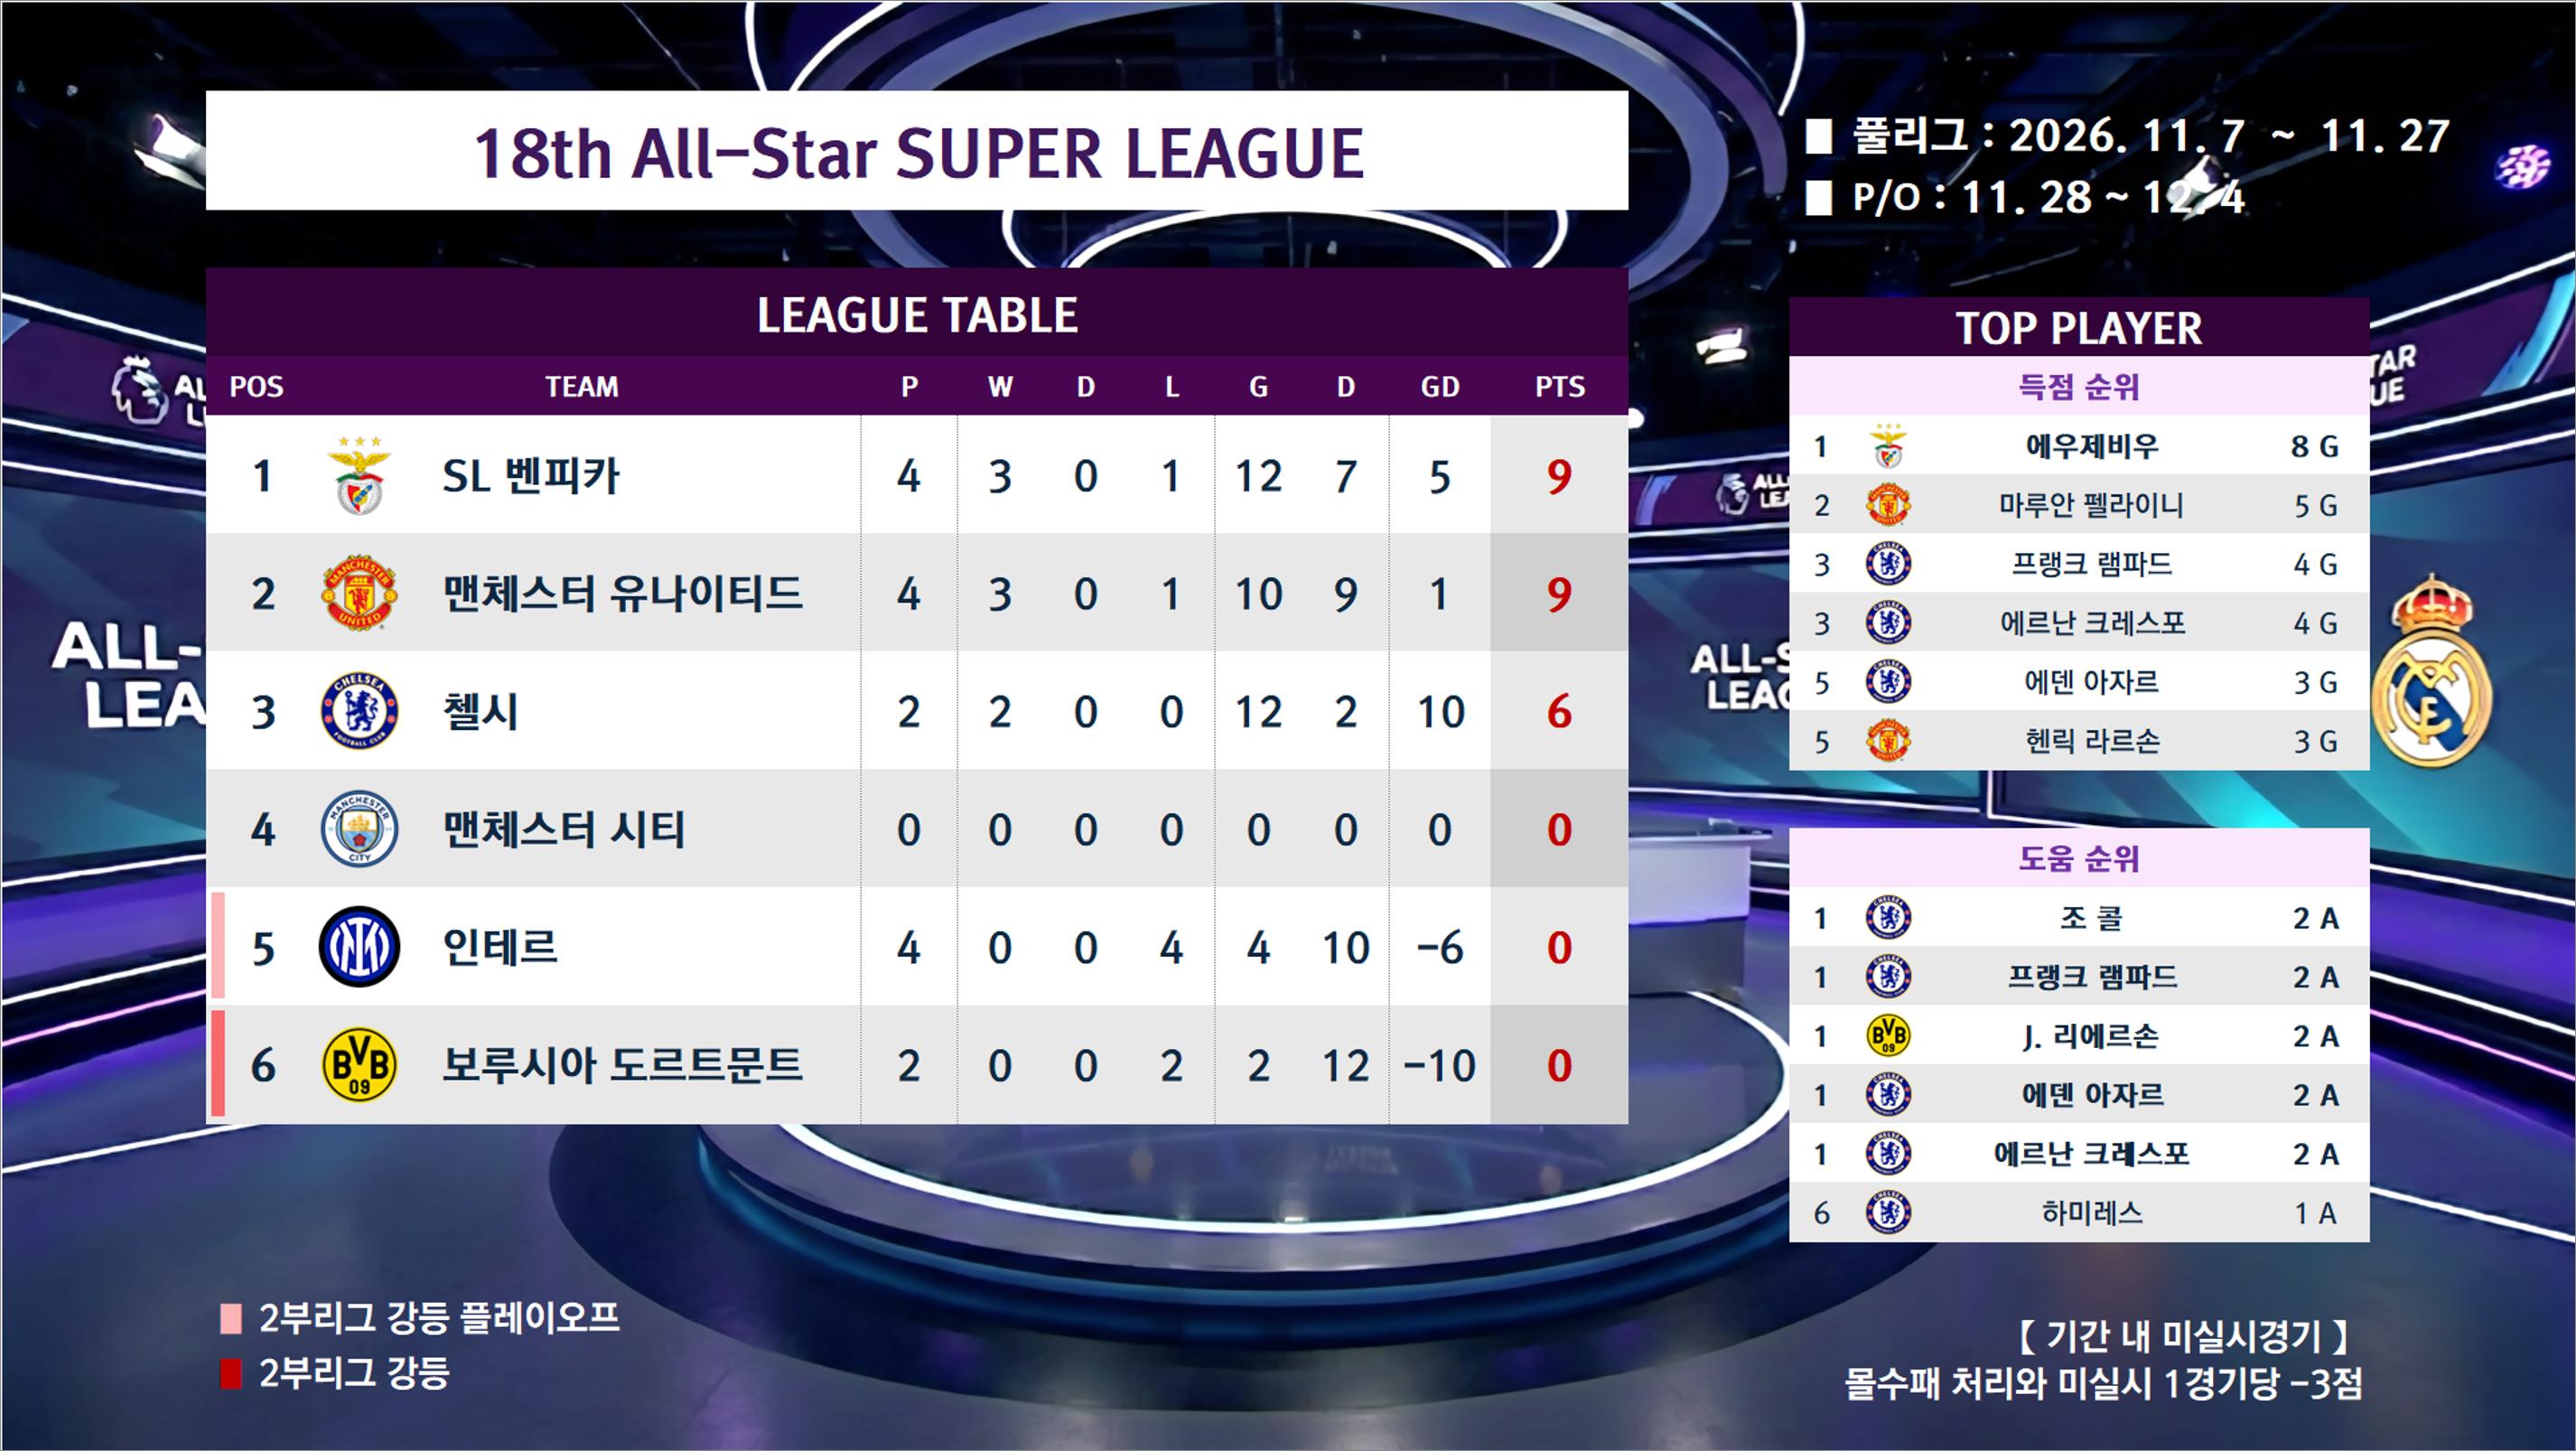 18th All-Star SUPER LEAGUE
■ 풀리그 : 2026. 11. 7 ~ 11. 27
■ P/O : 11. 28 ~ 12. 4
LEAGUE TABLE
POS TEAM P W D L G D GD PTS
1 SL 벤피카 4 3 0 1 12 7 5 9
2 맨체스터 유나이티드 4 3 0 1 10 9 1 9
3 첼시 2 2 0 0 12 2 10 6
4 맨체스터 시티 0 0 0 0 0 0 0 0
5 인테르 4 0 0 4 4 10 -6 0
6 보루시아 도르트문트 2 0 0 2 2 12 -10 0
TOP PLAYER
득점 순위
1 에우제비우 8 G
2 마루안 펠라이니 5 G
3 프랭크 램파드 4 G
3 에르난 크레스포 4 G
5 에덴 아자르 3 G
5 헨릭 라르손 3 G
도움 순위
1 조 콜 2 A
1 프랭크 램파드 2 A
1 J. 리에르손 2 A
1 에덴 아자르 2 A
1 에르난 크레스포 2 A
6 하미레스 1 A
2부리그 강등 플레이오프
2부리그 강등
【 기간 내 미실시경기 】
몰수패 처리와 미실시 1경기당 -3점